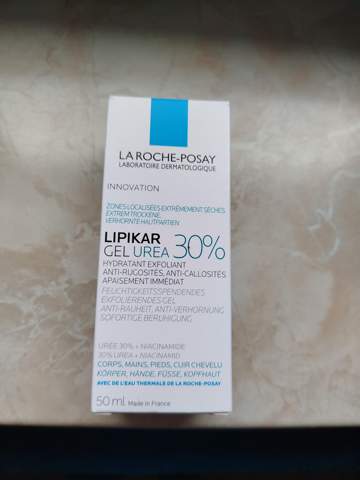 LA ROCHE-POSAY
LABORATOIRE DERMATOLOGIQUE
INNOVATION
ZONES LOCALISÉES EXTRÊMEMENT SÈCHES
EXTREM TROCKENE,
VERHORNTE HAUTPARTIEN
LIPIKAR
GEL UREA 30%
HYDRATANT EXFOLIANT
ANTI-RUGOSITÉS, ANTI-CALLOSITÉS
APAISEMENT IMMÉDIAT
FEUCHTIGKEITSSPENDENDES
EXFOLIERENDES GEL
ANTI-RAUHEIT, ANTI-VERHORNUNG
SOFORTIGE BERUHIGUNG
URÉE 30% + NIACINAMIDE
30% UREA + NIACINAMID
CORPS, MAINS, PIEDS, CUIR CHEVELU
KÖRPER, HÄNDE, FÜSSE, KOPFHAUT
AVEC DE L'EAU THERMALE DE LA ROCHE-POSAY
50 ml Made in France